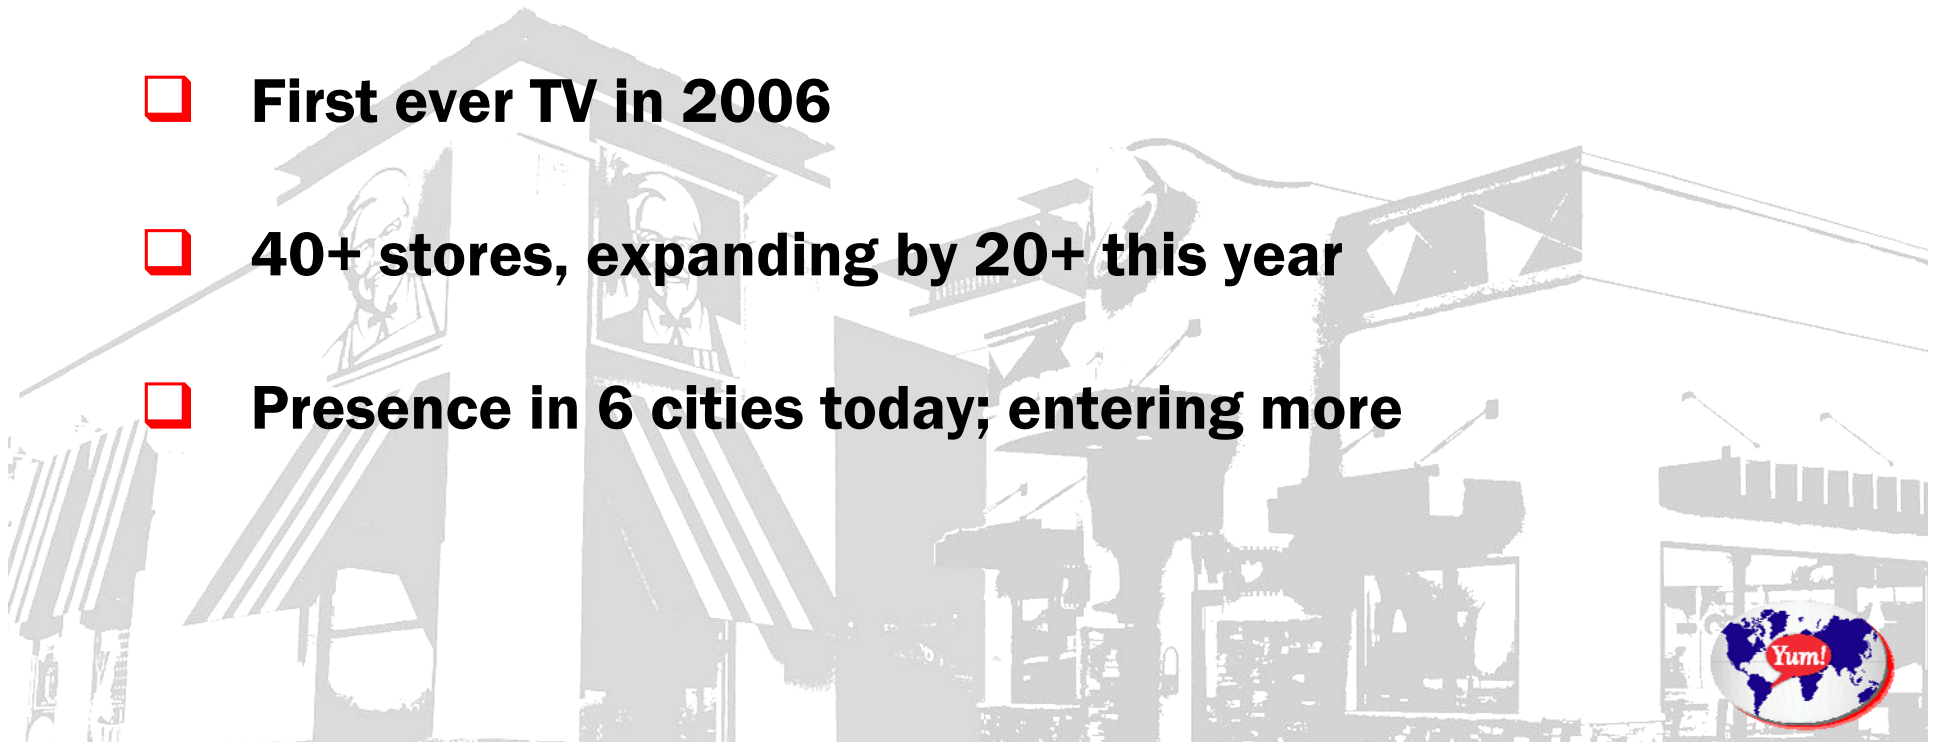 First ever TV in 2006
40+ stores, expanding by 20+ this year
Presence in 6 cities today; entering more
Yum!